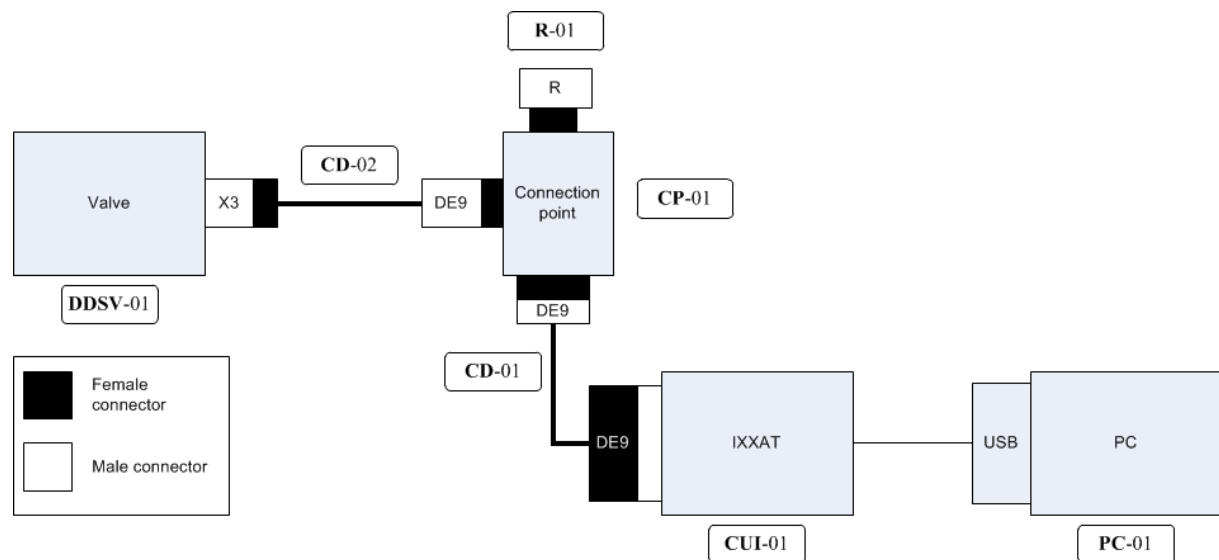 R-01
R
CD-02
Valve
X3
DE9
Connection
point
CP-01
DDSV-01
DE9
CD-01
Female
connector
Male connector
DE9
IXXAT
USB
PC
CUI-01
PC-01